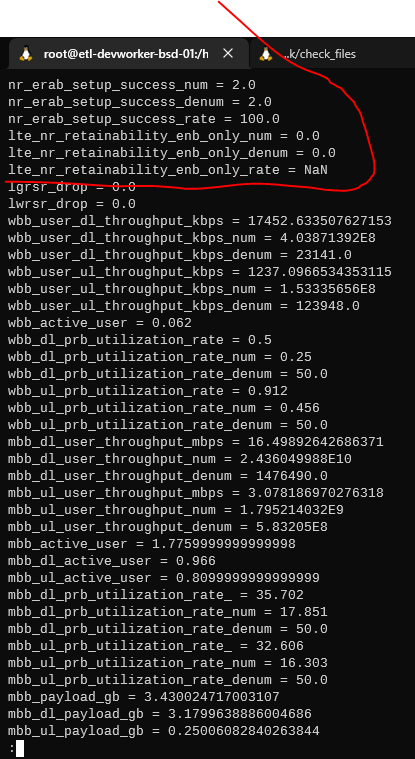 root@etl-devworker-bsd-01:/h
..k/check_files
nr_erab_setup_success_num = 2.0
nr_erab_setup_success_denum = 2.0
nr_erab_setup_success_rate = 100.0
lte_nr_retainability_enb_only_num = 0.0
lte_nr_retainability_enb_only_denum = 0.0
lte_nr_retainability_enb_only_rate = NaN
lgrsr_drop = 0.0
lwrsr_drop = 0.0
wbb_user_dl_throughput_kbps = 17452.633507627153
wbb_user_dl_throughput_kbps_num = 4.03871392E8
wbb_user_dl_throughput_kbps_denum = 23141.0
wbb_user_ul_throughput_kbps = 1237.0966534353115
wbb_user_ul_throughput_kbps_num = 1.53335656E8
wbb_user_ul_throughput_kbps_denum = 123948.0
wbb_active_user = 0.062
wbb_dl_prb_utilization_rate = 0.5
wbb_dl_prb_utilization_rate_num = 0.25
wbb_dl_prb_utilization_rate_denum = 50.0
wbb_ul_prb_utilization_rate = 0.912
wbb_ul_prb_utilization_rate_num = 0.456
wbb_ul_prb_utilization_rate_denum = 50.0
mbb_dl_user_throughput_mbps = 16.49892642686371
mbb_dl_user_throughput_num = 2.436049988E10
mbb_dl_user_throughput_denum = 1476490.0
mbb_ul_user_throughput_mbps = 3.078186970276318
mbb_ul_user_throughput_num = 1.795214032E9
mbb_ul_user_throughput_denum = 5.83205E8
mbb_active_user = 1.7759999999999998
mbb_dl_active_user = 0.966
mbb_ul_active_user = 0.8099999999999999
mbb_dl_prb_utilization_rate_ = 35.702
mbb_dl_prb_utilization_rate_num = 17.851
mbb_dl_prb_utilization_rate_denum = 50.0
mbb_ul_prb_utilization_rate_ = 32.606
mbb_ul_prb_utilization_rate_num = 16.303
mbb_ul_prb_utilization_rate_denum = 50.0
mbb_payload_gb = 3.430024717003107
mbb_dl_payload_gb = 3.1799638886004686
mbb_ul_payload_gb = 0.25006082840263844
: